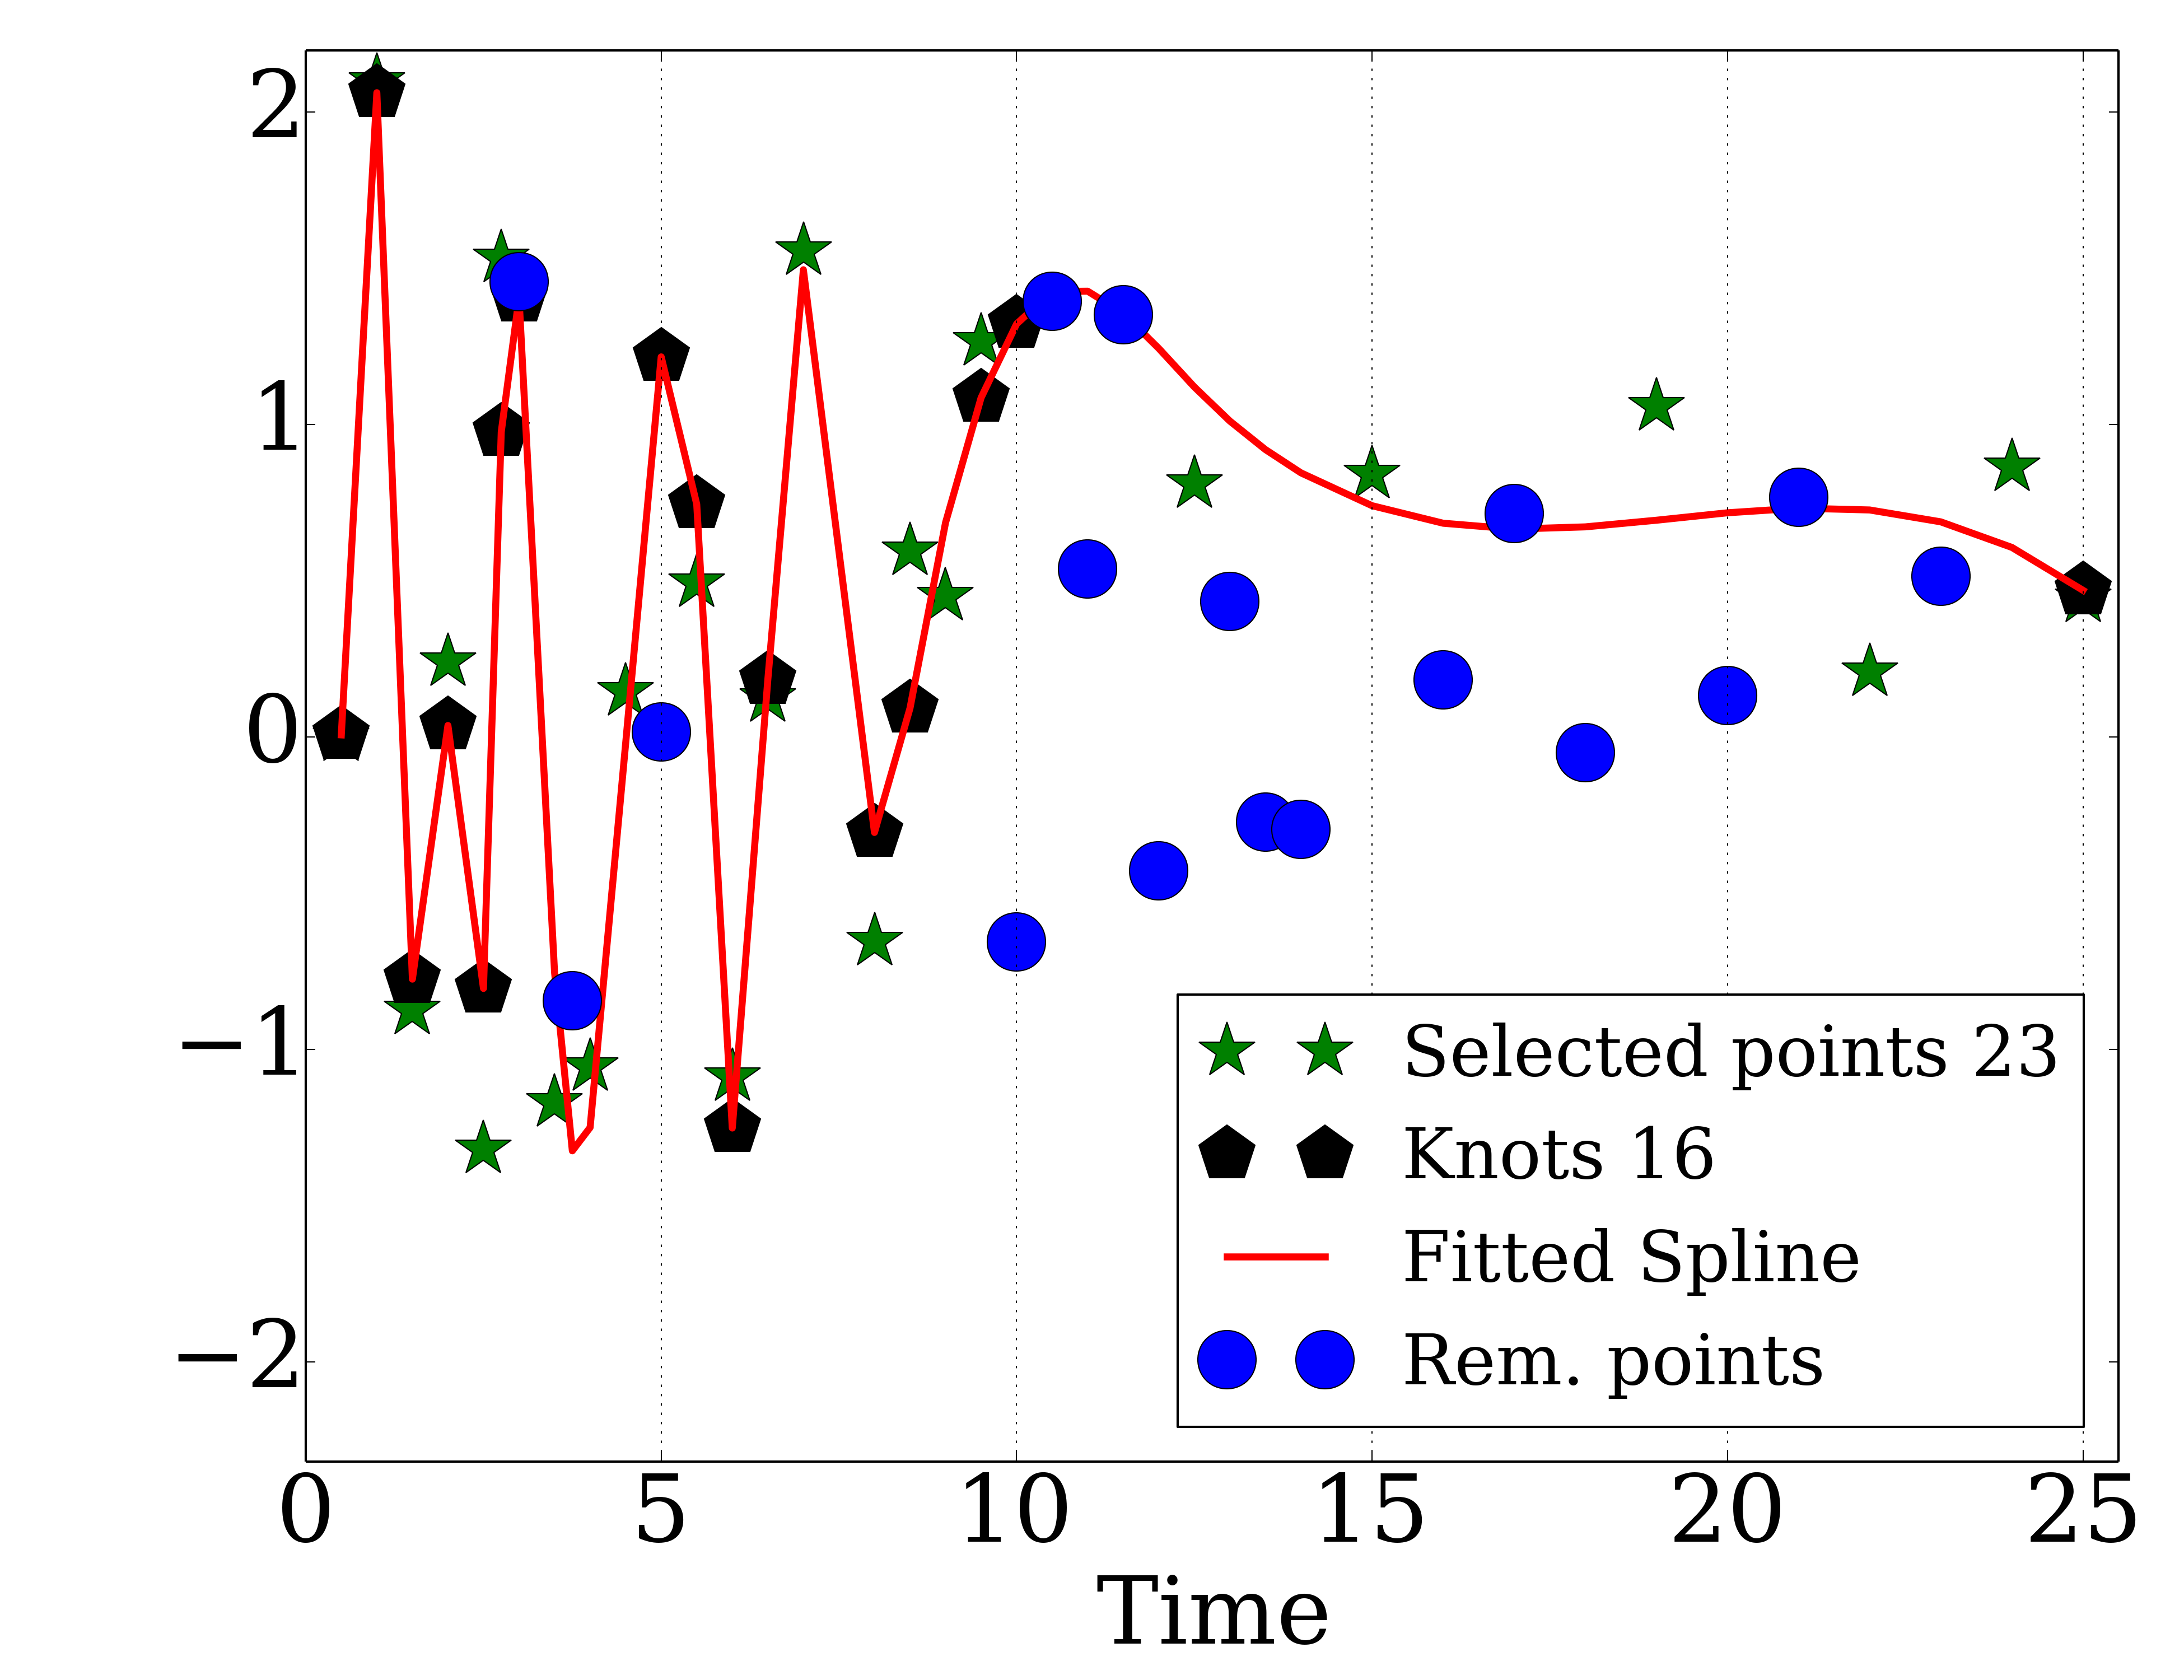 2
1
0
−1
−2
0 5 10 15 20 25
Time
Selected points 23
Knots 16
Fitted Spline
Rem. points